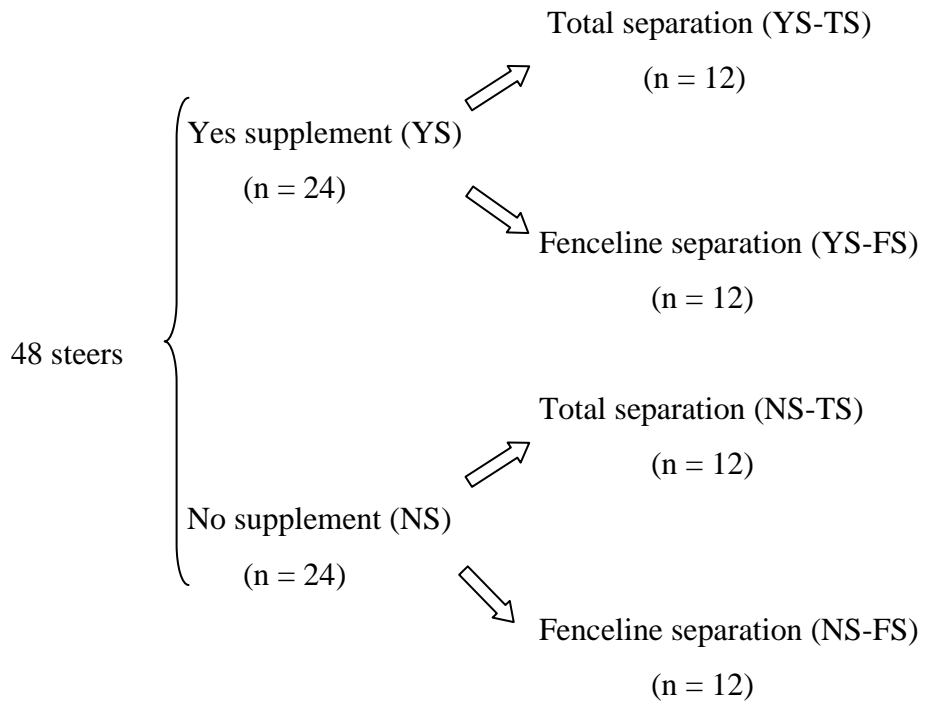 Total separation (YS-TS)
(n = 12)
Yes supplement (YS)
(n = 24)
Fenceline separation (YS-FS)
(n = 12)
48 steers
Total separation (NS-TS)
(n = 12)
No supplement (NS)
(n = 24)
Fenceline separation (NS-FS)
(n = 12)